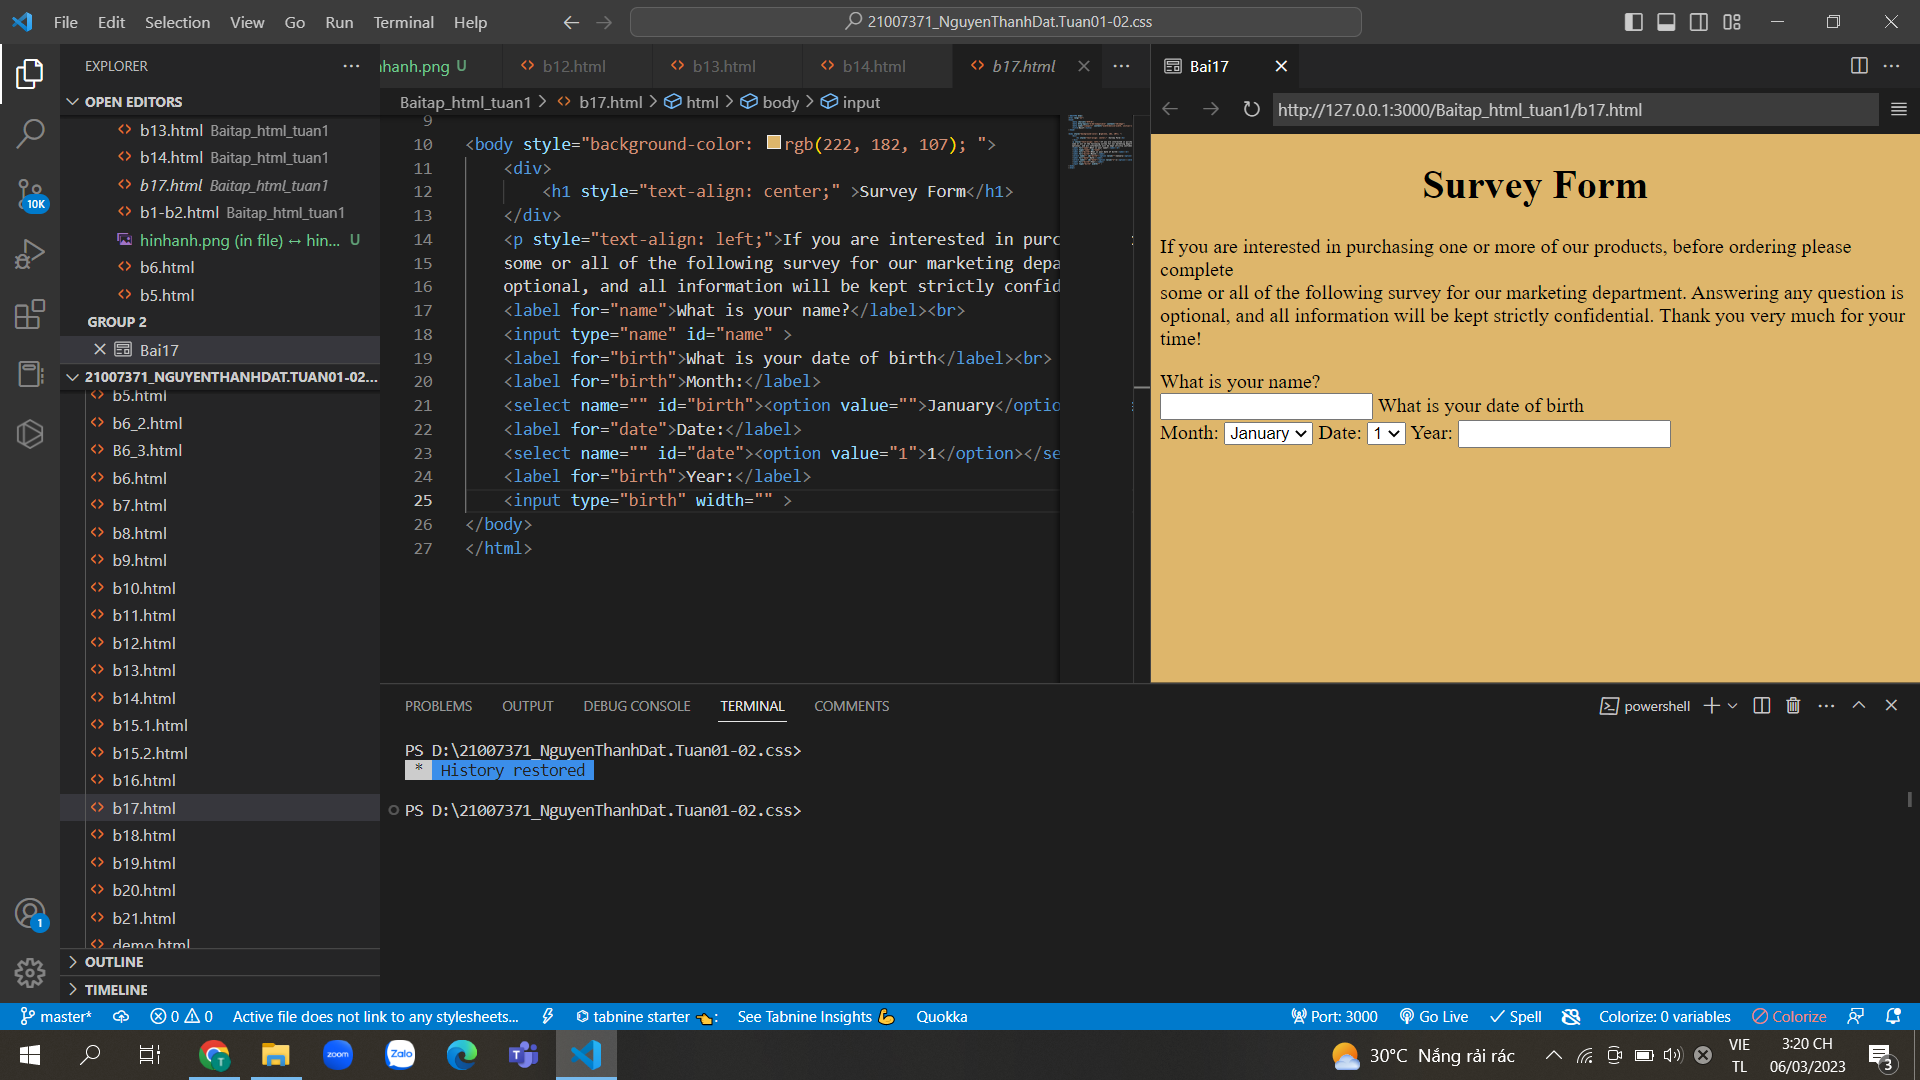 File Edit Selection View Go Run Terminal Help
21007371_NguyenThanhDat.Tuan01-02.css
EXPLORER
OPEN EDITORS
b13.html Baitap_html_tuan1
b14.html Baitap_html_tuan1
b17.html Baitap_html_tuan1
b1-b2.html Baitap_html_tuan1
hinhanh.png (in file) ↔ hin... U
b6.html
b5.html
GROUP 2
Bai17
21007371_NGUYENTHANHDAT.TUAN01-02...
b5.html
b6_2.html
B6_3.html
b6.html
b7.html
b8.html
b9.html
b10.html
b11.html
b12.html
b13.html
b14.html
b15.1.html
b15.2.html
b16.html
b17.html
b18.html
b19.html
b20.html
b21.html
demo.html
OUTLINE
TIMELINE
10K
1
hanh.png U
b12.html
b13.html
b14.html
b17.html
Baitap_html_tuan1 > b17.html > html > body > input
9
10 <body style="background-color: rgb(222, 182, 107); ">
11 <div>
12 <h1 style="text-align: center;" >Survey Form</h1>
13 </div>
14 <p style="text-align: left;">If you are interested in purc
15 some or all of the following survey for our marketing depa
16 optional, and all information will be kept strictly confid
17 <label for="name">What is your name?</label><br>
18 <input type="name" id="name" >
19 <label for="birth">What is your date of birth</label><br>
20 <label for="birth">Month:</label>
21 <select name="" id="birth"><option value="">January</optio
22 <label for="date">Date:</label>
23 <select name="" id="date"><option value="1">1</option></se
24 <label for="birth">Year:</label>
25 <input type="birth" width="" >
26 </body>
27 </html>
Bai17
http://127.0.0.1:3000/Baitap_html_tuan1/b17.html
Survey Form
If you are interested in purchasing one or more of our products, before ordering please
complete
some or all of the following survey for our marketing department. Answering any question is
optional, and all information will be kept strictly confidential. Thank you very much for your
time!
What is your name?
What is your date of birth
Month: January Date: 1 Year:
PROBLEMS OUTPUT DEBUG CONSOLE TERMINAL COMMENTS
powershell
PS D:\21007371_NguyenThanhDat.Tuan01-02.css>
* History restored
PS D:\21007371_NguyenThanhDat.Tuan01-02.css>
master* 0 0 Active file does not link to any stylesheets... tabnine starter : See Tabnine Insights Quokka
Port: 3000 Go Live Spell Colorize: 0 variables Colorize
zoom
Zalo
30°C Nắng rải rác
VIE
TL
3:20 CH
06/03/2023
3